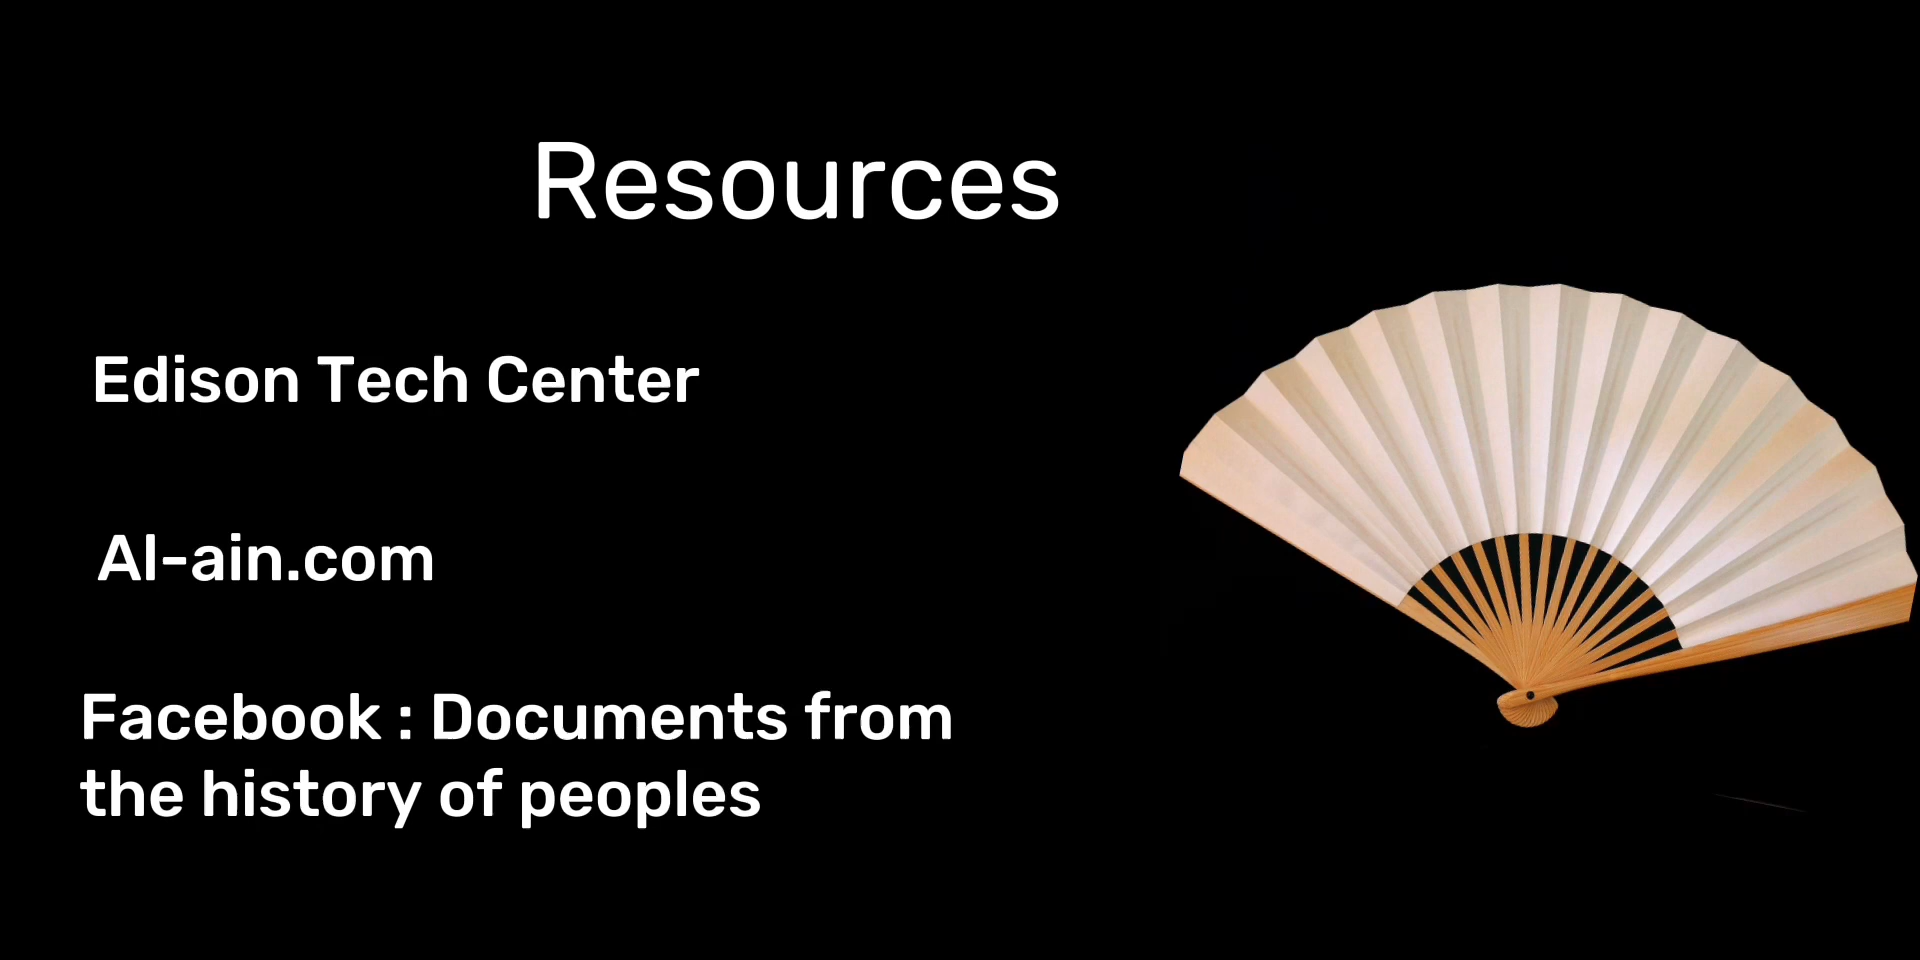 Resources
Edison Tech Center
Al-ain.com
Facebook : Documents from
the history of peoples